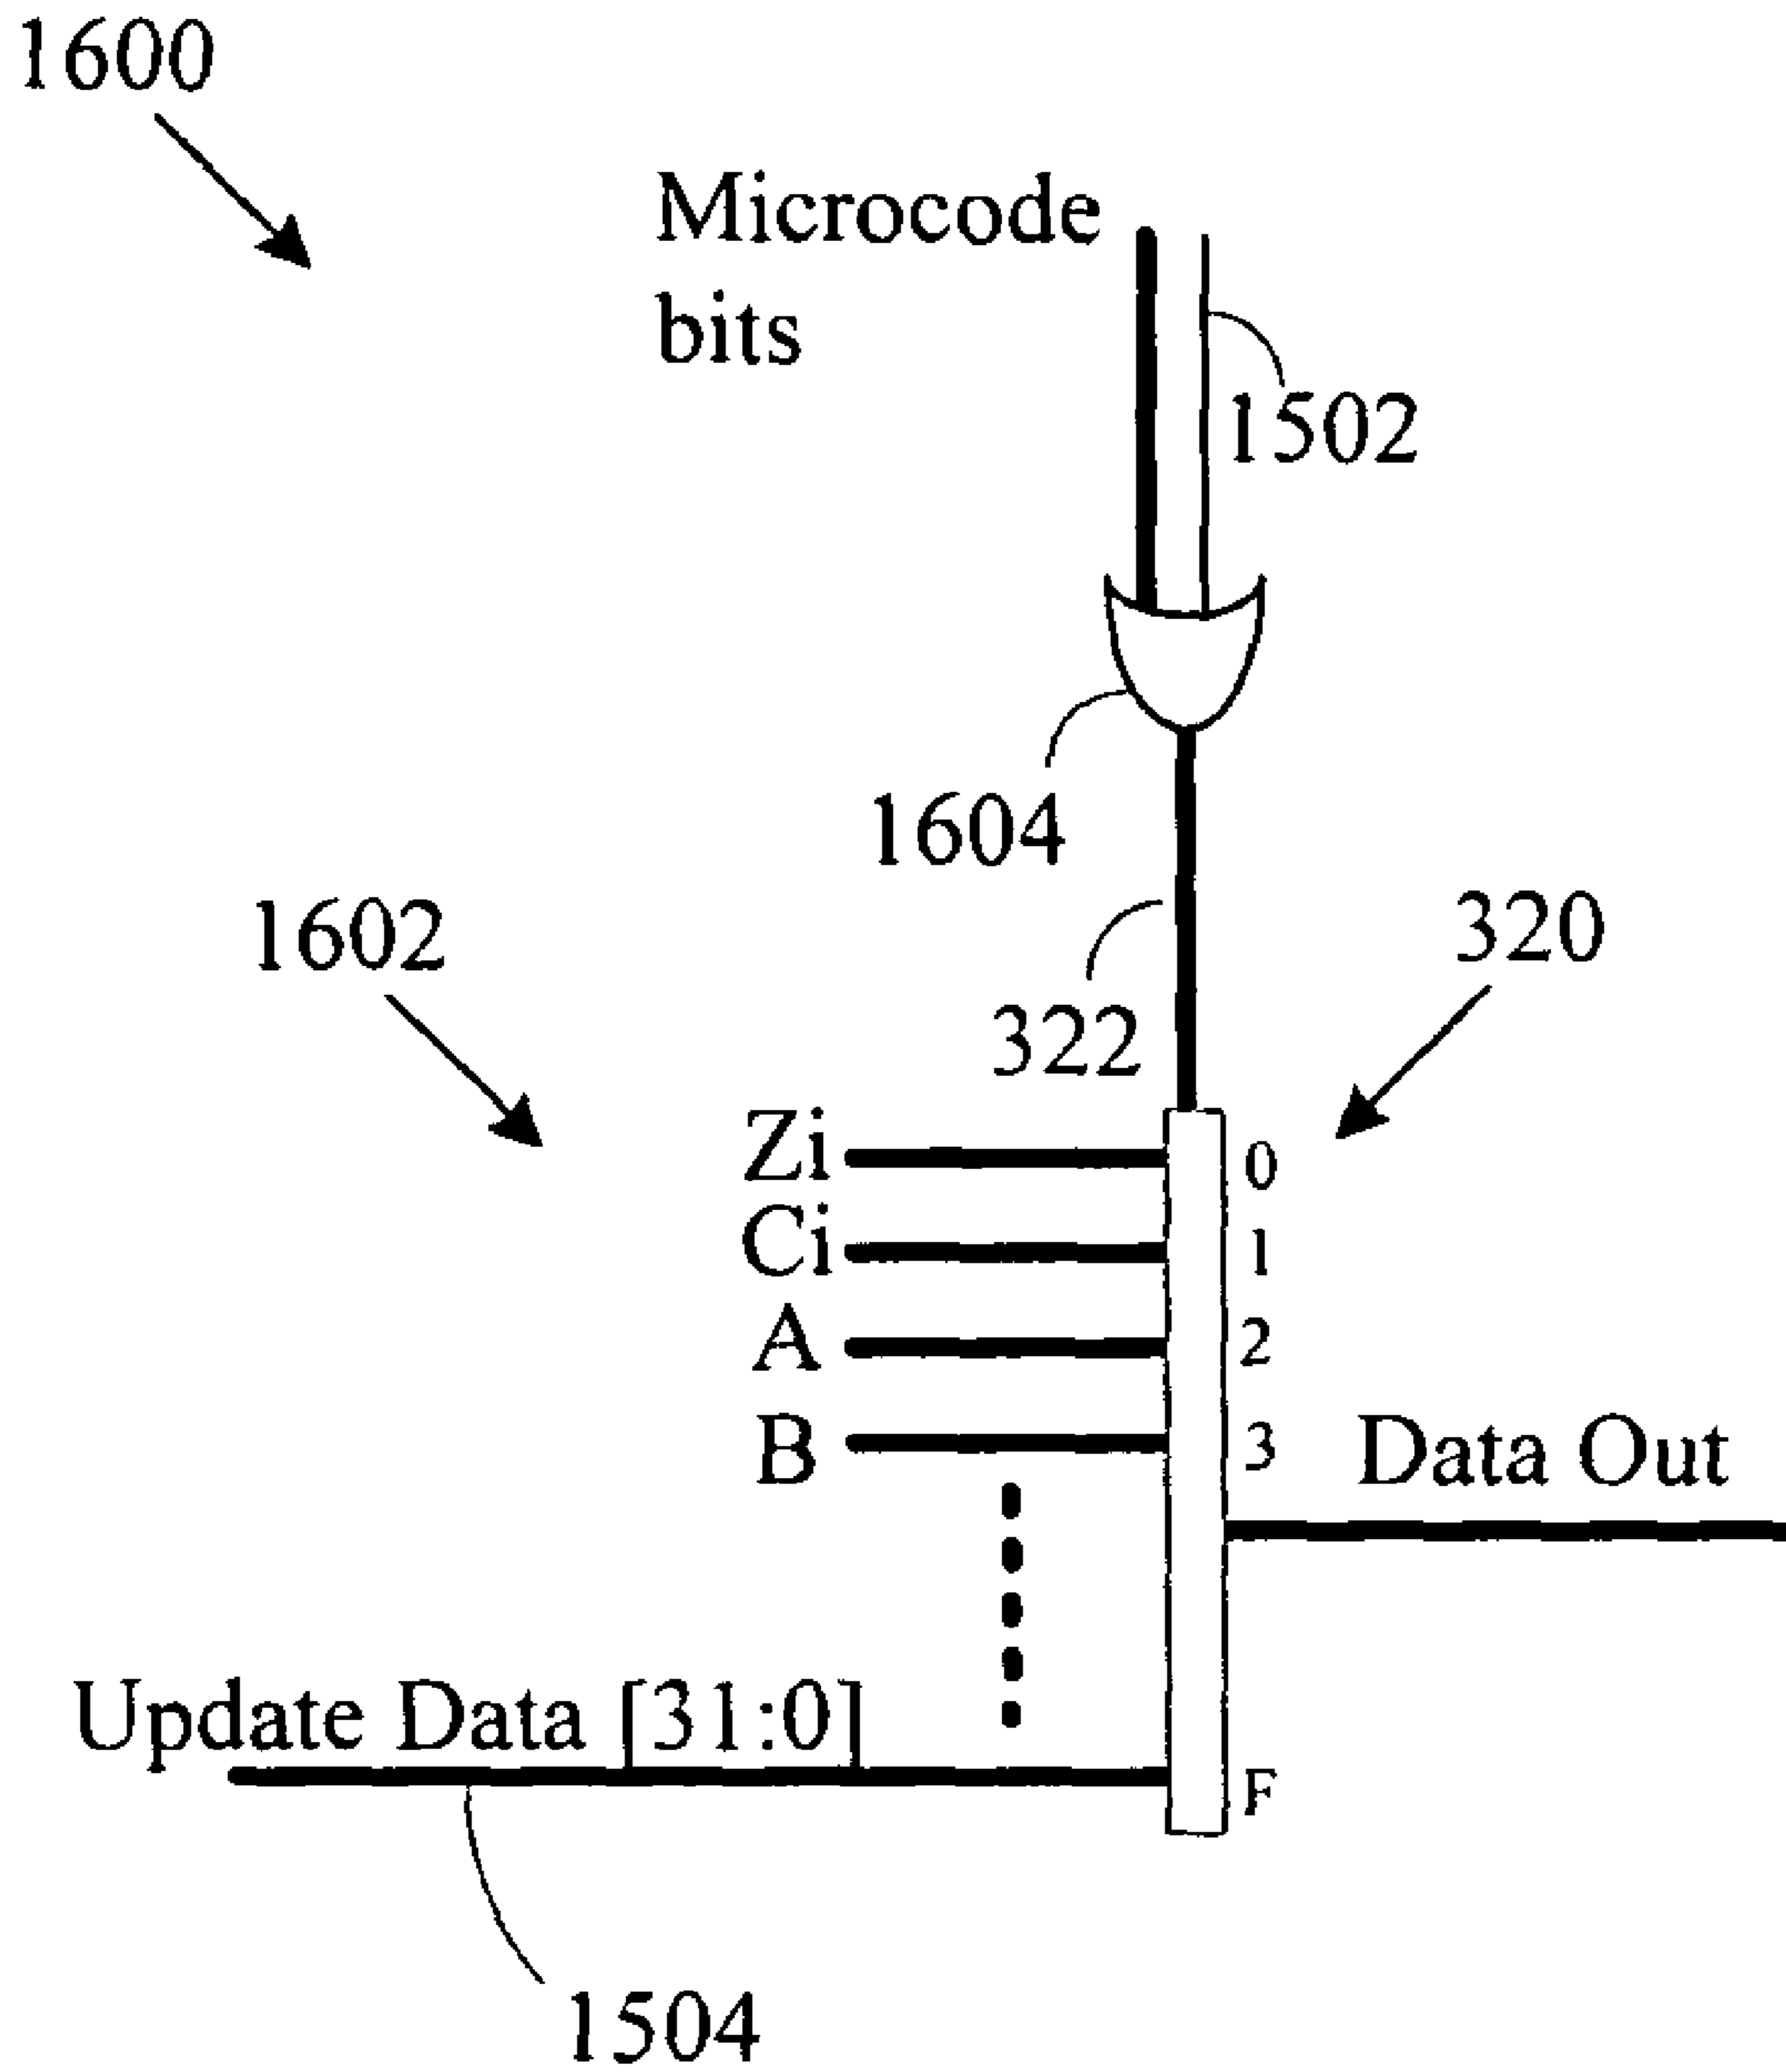 1600
Microcode
bits
1502
1604
1602
320
322
Zi
0
Ci
1
A
2
B
3
Data Out
Update Data [31:0]
F
1504